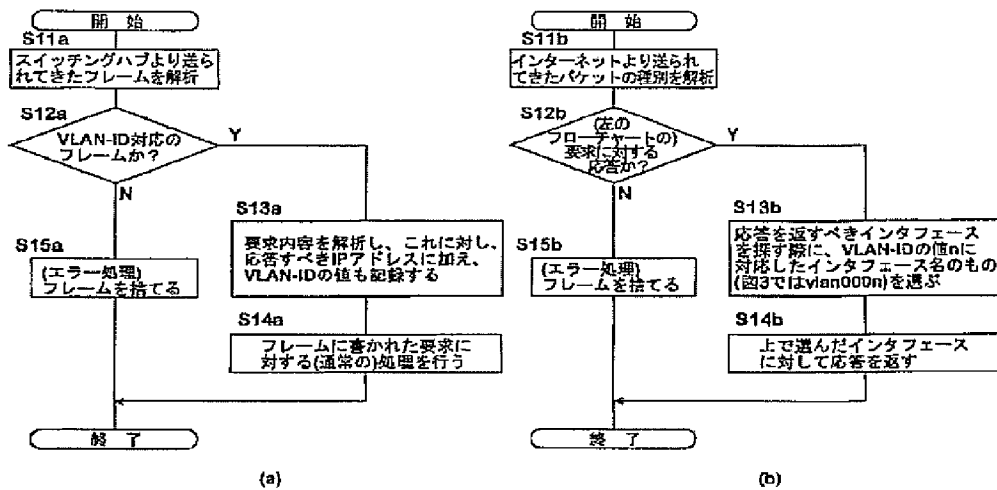 開 始
S11a
スイッチングハブより送ら
れてきたフレームを解析
S12a
VLAN-ID対応の
フレームか？
Y
N
S13a
要求内容を解析し、これに対し、
応答すべきIPアドレスに加え、
VLAN-IDの値も記録する
S15a
(エラー処理)
フレームを捨てる
S14a
フレームに書かれた要求に
対する(通常の)処理を行う
終 了
(a)
開 始
S11b
インターネットより送られ
てきたパケットの種別を解析
S12b
(左の
フローチャートの)
要求に対する
応答か？
Y
N
S13b
応答を返すべきインタフェース
を探す際に、VLAN-IDの値nに
対応したインタフェース名のもの
(図3ではvlan000n)を選ぶ
S15b
(エラー処理)
フレームを捨てる
S14b
上で選んだインタフェース
に対して応答を返す
終 了
(b)